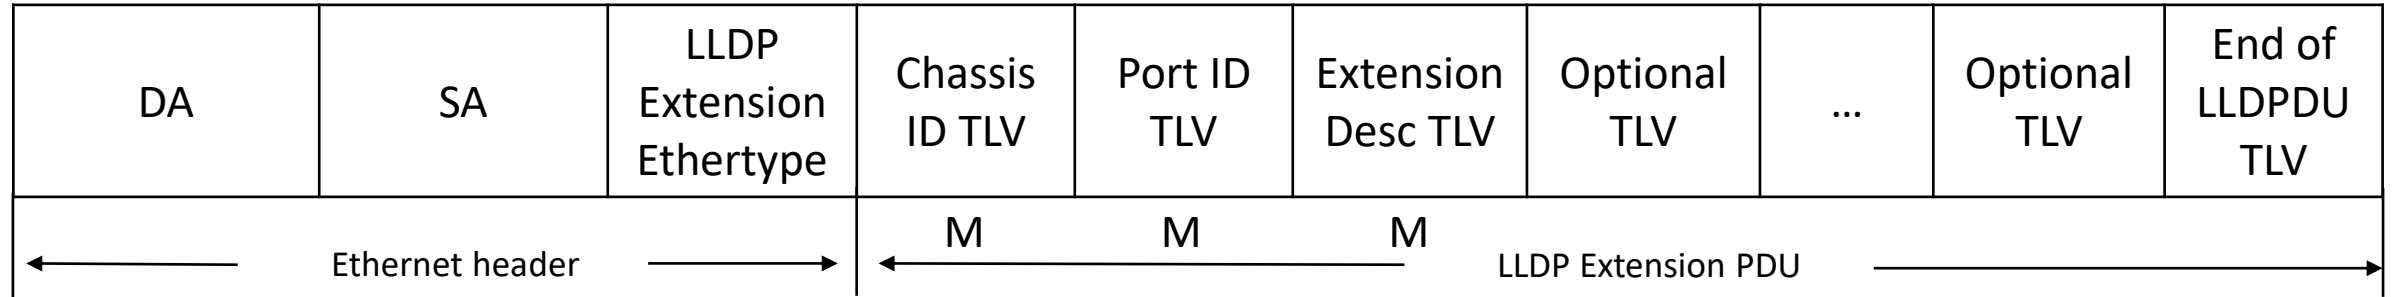 DA
SA
LLDP
Extension
Ethertype
Chassis
ID TLV
Port ID
TLV
Extension
Desc TLV
Optional
TLV
...
Optional
TLV
End of
LLDPDU
TLV
M
M
M
Ethernet header
LLDP Extension PDU